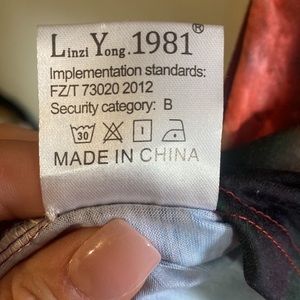 Linzi Yong.1981®
Implementation standards:
FZ/T 73020 2012
Security category: B
30
MADE IN CHINA